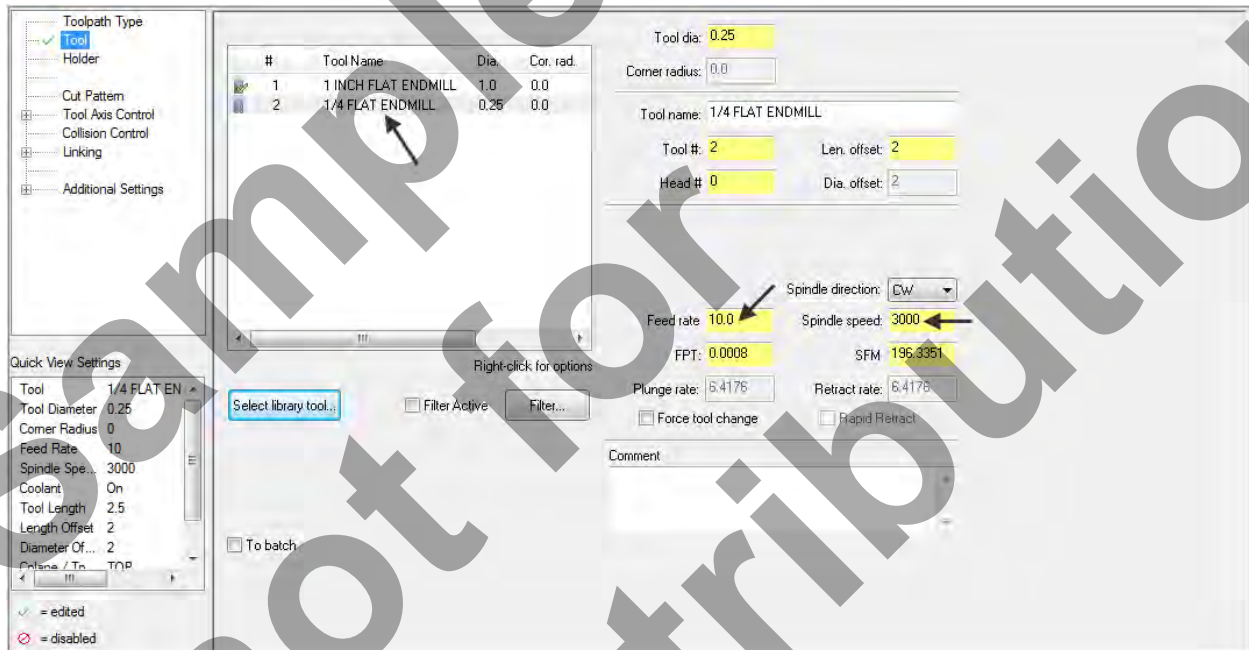 Toolpath Type
Tool
Holder
Cut Pattern
Tool Axis Control
Collision Control
Linking
Additional Settings
Quick View Settings
Tool 1/4 FLAT EN
Tool Diameter 0.25
Corner Radius 0
Feed Rate 10
Spindle Spe... 3000
Coolant On
Tool Length 2.5
Length Offset 2
Diameter Of... 2
Cplane / Tp TOP
= edited
= disabled
# Tool Name Dia. Cor. rad.
1 1 INCH FLAT ENDMILL 1.0 0.0
2 1/4 FLAT ENDMILL 0.25 0.0
Right-click for options
Select library tool... Filter Active Filter...
To batch
Tool dia: 0.25
Corner radius: 0.0
Tool name: 1/4 FLAT ENDMILL
Tool #: 2 Len. offset: 2
Head # 0 Dia. offset: 2
Spindle direction: CW
Feed rate 10.0 Spindle speed: 3000
FPT: 0.0008 SFM 196.3351
Plunge rate: 6.4176 Retract rate: 6.4176
Force tool change Rapid Retract
Comment
Sample
not for
distribution